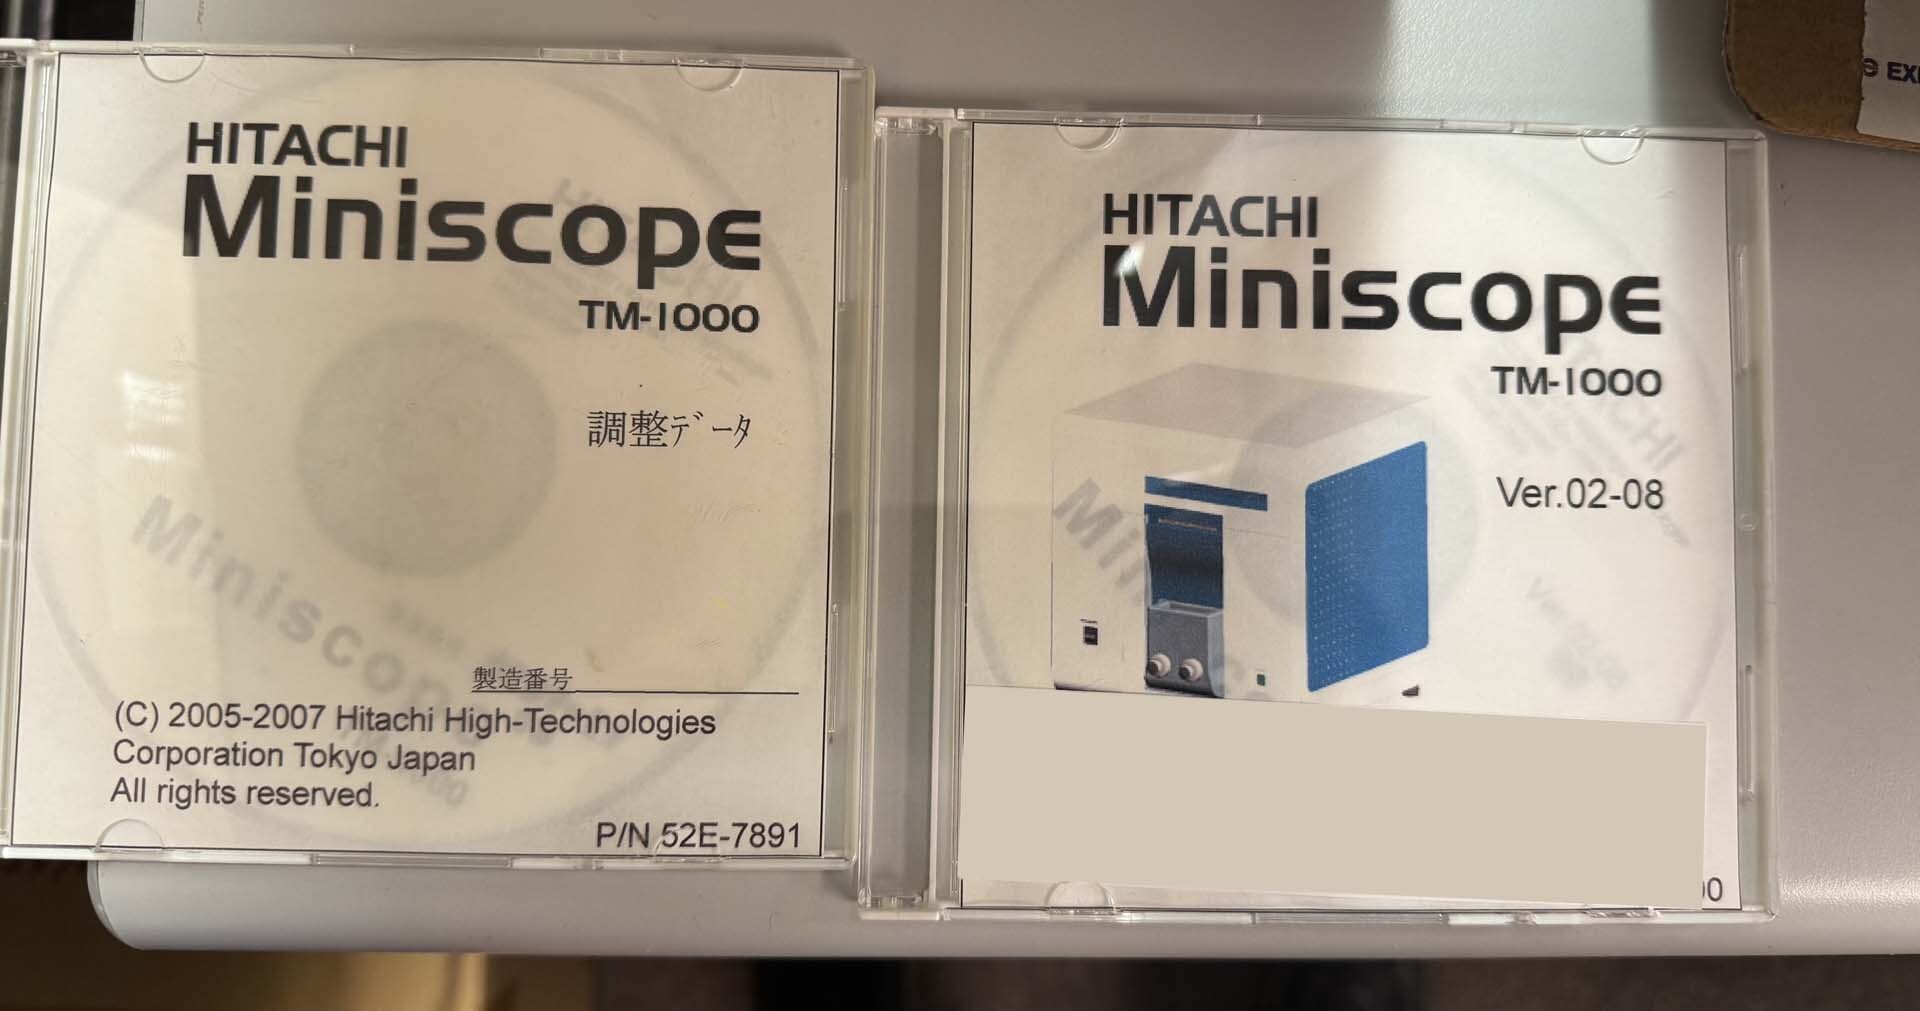 HITACHI
Miniscope
TM-1000
調整データ
製造番号
(C) 2005-2007 Hitachi High-Technologies
Corporation Tokyo Japan
All rights reserved.
P/N 52E-7891
HITACHI
Miniscope
TM-1000
Ver.02-08